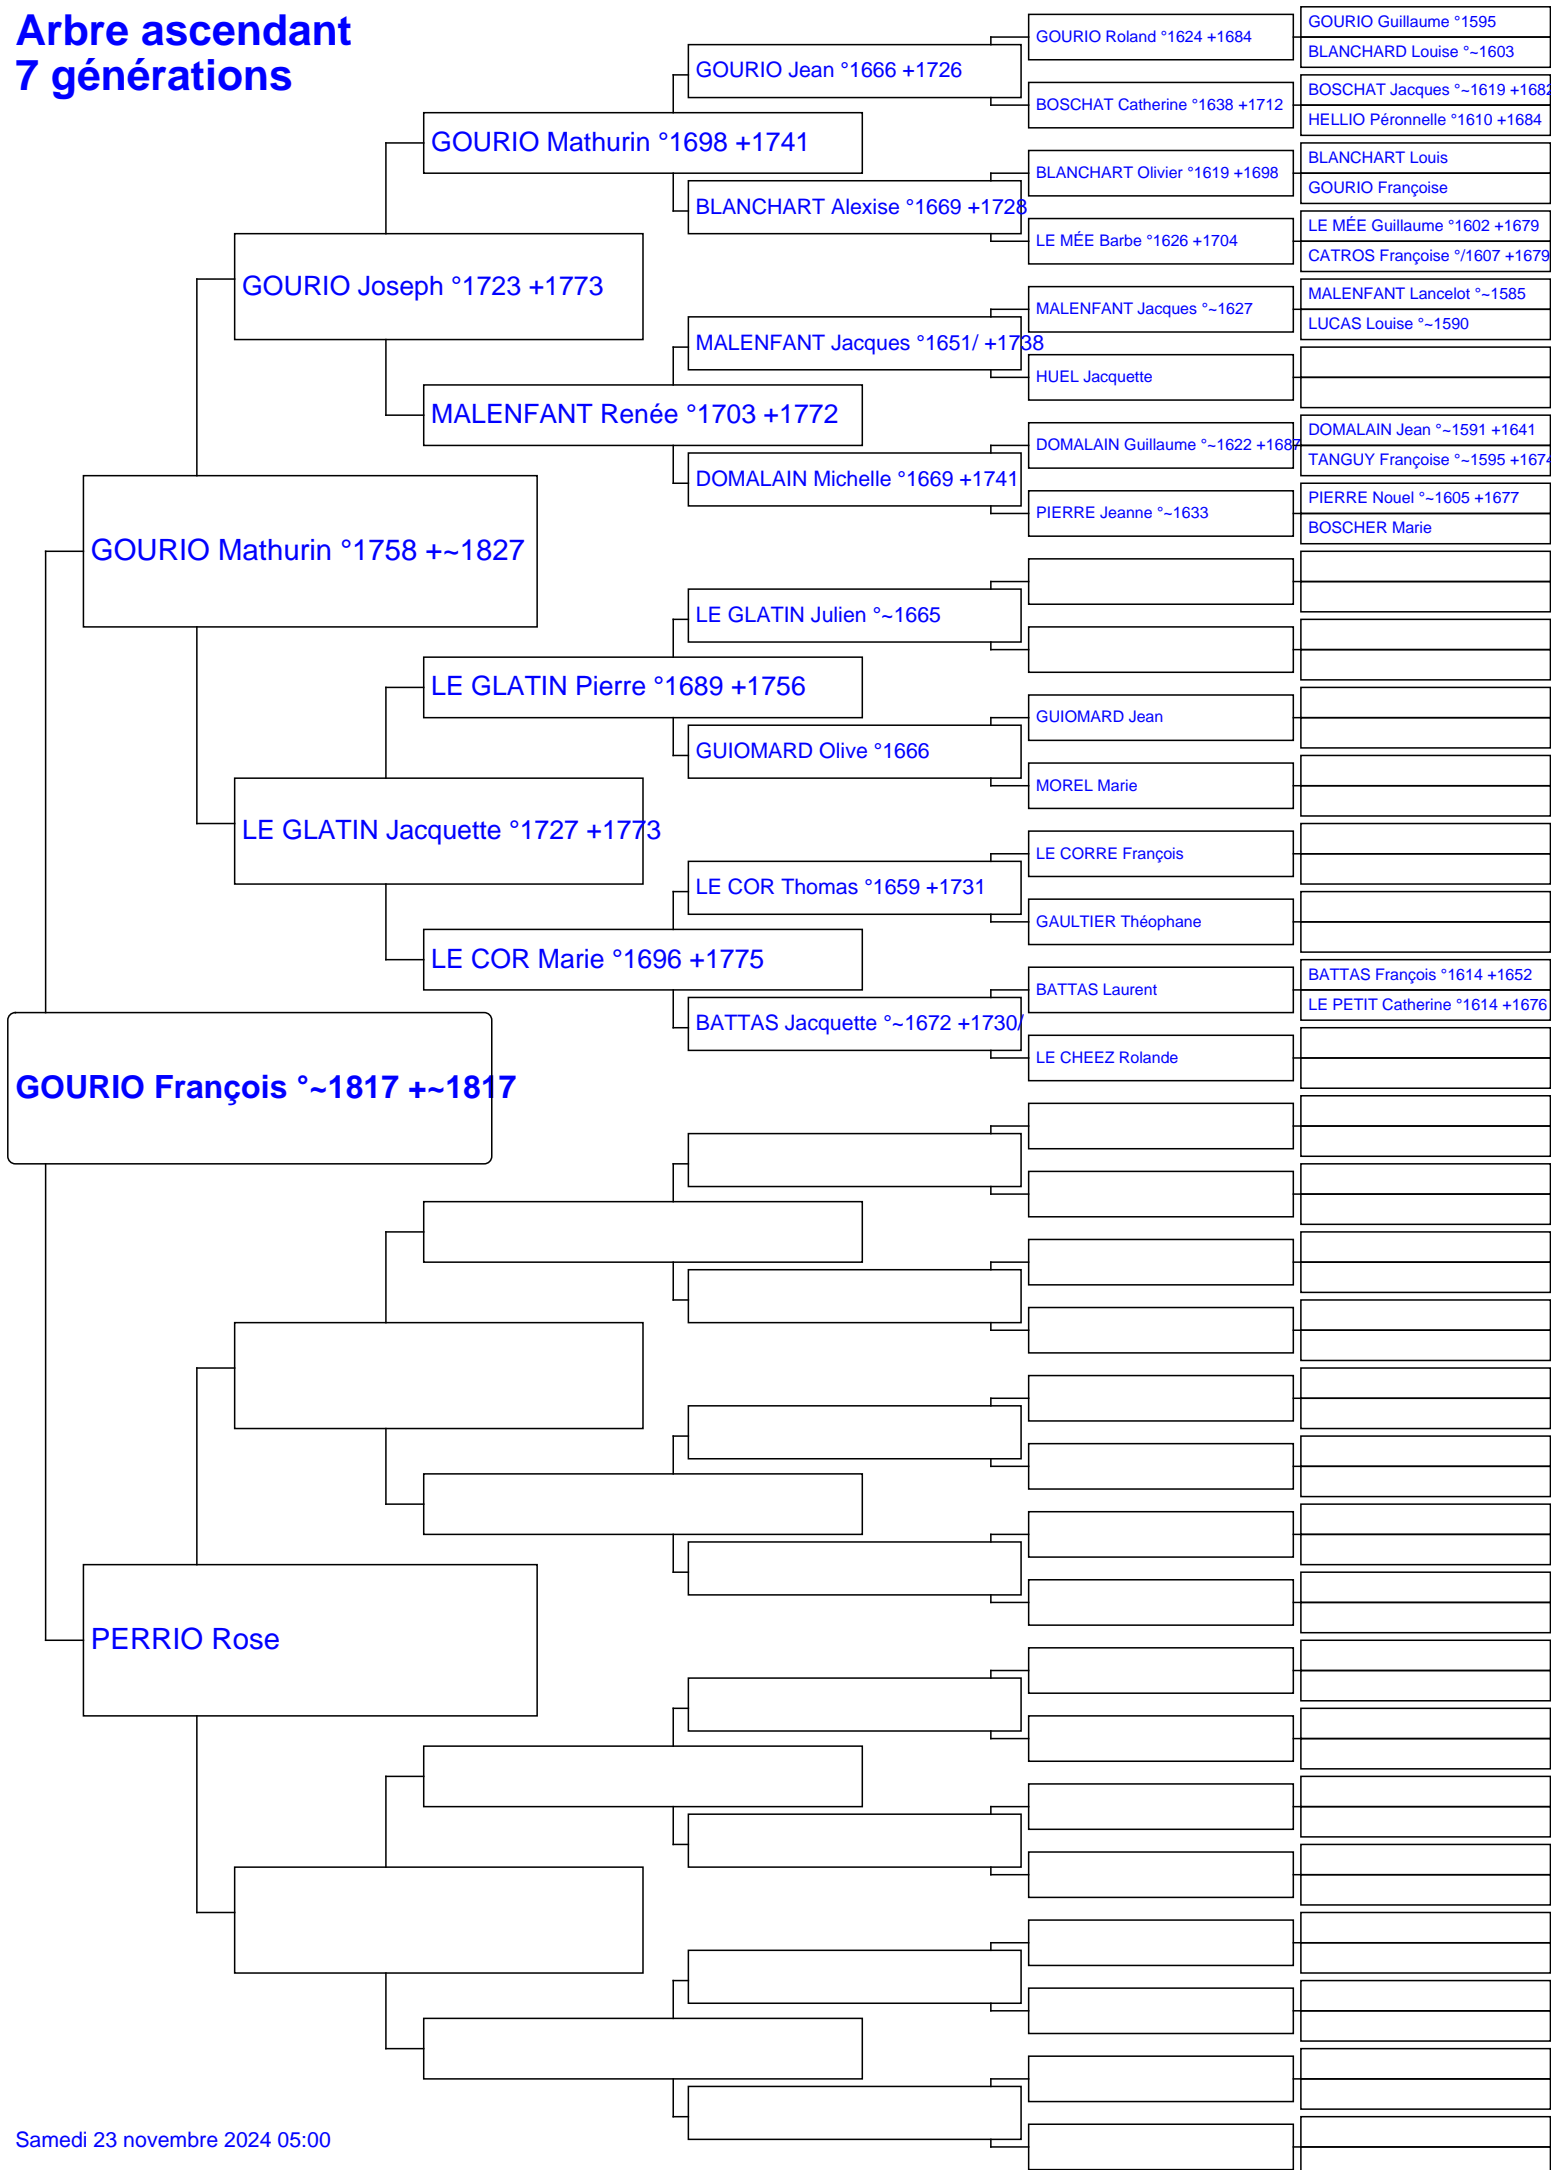 Arbre ascendant
7 générations
GOURIO François °~1817 +~1817
GOURIO Mathurin °1758 +~1827
PERRIO Rose
GOURIO Joseph °1723 +1773
LE GLATIN Jacquette °1727 +1773
GOURIO Mathurin °1698 +1741
MALENFANT Renée °1703 +1772
LE GLATIN Pierre °1689 +1756
LE COR Marie °1696 +1775
GOURIO Jean °1666 +1726
BLANCHART Alexise °1669 +1728
MALENFANT Jacques °1651/ +1738
DOMALAIN Michelle °1669 +1741
LE GLATIN Julien °~1665
GUIOMARD Olive °1666
LE COR Thomas °1659 +1731
BATTAS Jacquette °~1672 +1730/
GOURIO Roland °1624 +1684
BOSCHAT Catherine °1638 +1712
BLANCHART Olivier °1619 +1698
LE MÉE Barbe °1626 +1704
MALENFANT Jacques °~1627
HUEL Jacquette
DOMALAIN Guillaume °~1622 +1687
PIERRE Jeanne °~1633
GUIOMARD Jean
MOREL Marie
LE CORRE François
GAULTIER Théophane
BATTAS Laurent
LE CHEEZ Rolande
GOURIO Guillaume °1595
BLANCHARD Louise °~1603
BOSCHAT Jacques °~1619 +1682
HELLIO Péronnelle °1610 +1684
BLANCHART Louis
GOURIO Françoise
LE MÉE Guillaume °1602 +1679
CATROS Françoise °/1607 +1679
MALENFANT Lancelot °~1585
LUCAS Louise °~1590
DOMALAIN Jean °~1591 +1641
TANGUY Françoise °~1595 +1674
PIERRE Nouel °~1605 +1677
BOSCHER Marie
BATTAS François °1614 +1652
LE PETIT Catherine °1614 +1676
Samedi 23 novembre 2024 05:00